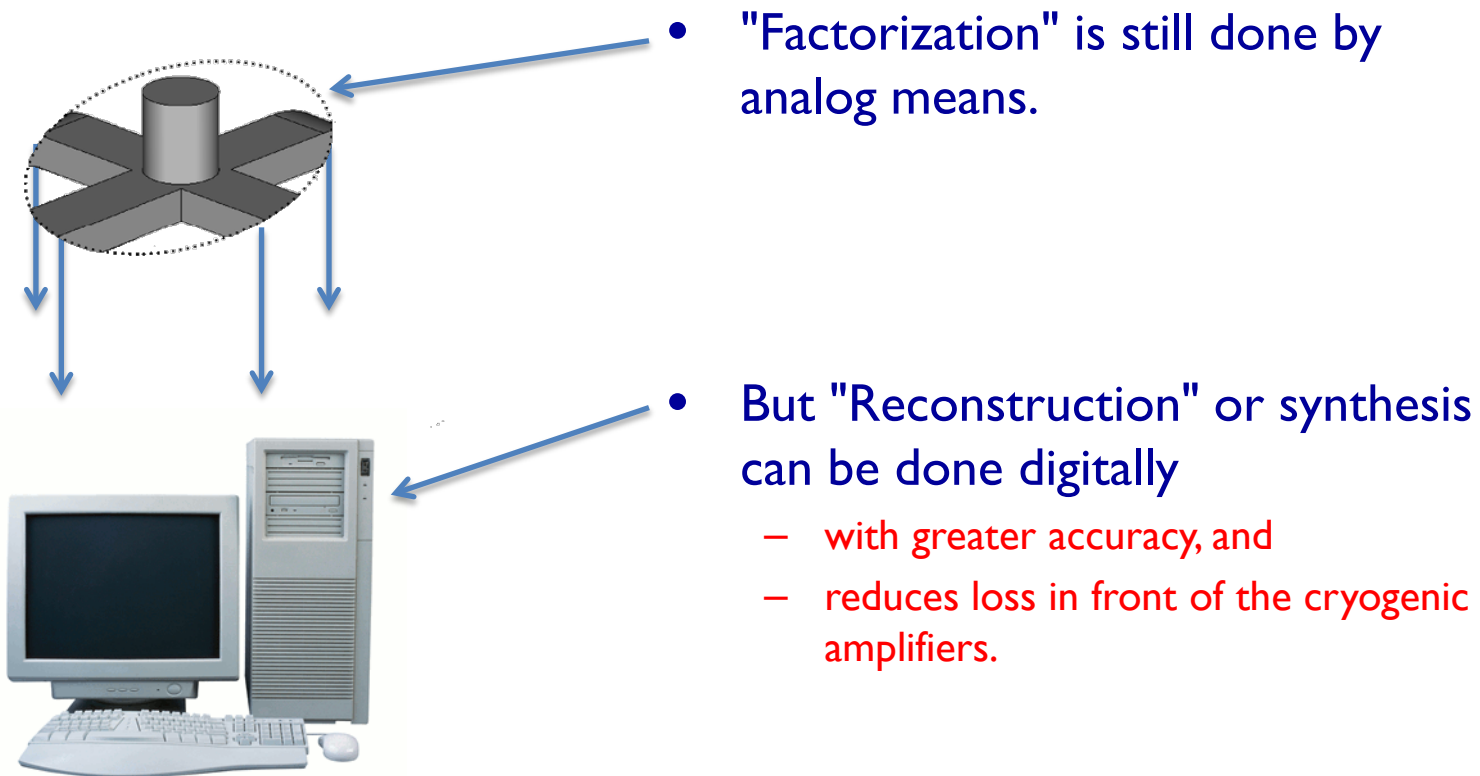 • "Factorization" is still done by
analog means.
• But "Reconstruction" or synthesis
can be done digitally
– with greater accuracy, and
– reduces loss in front of the cryogenic
amplifiers.